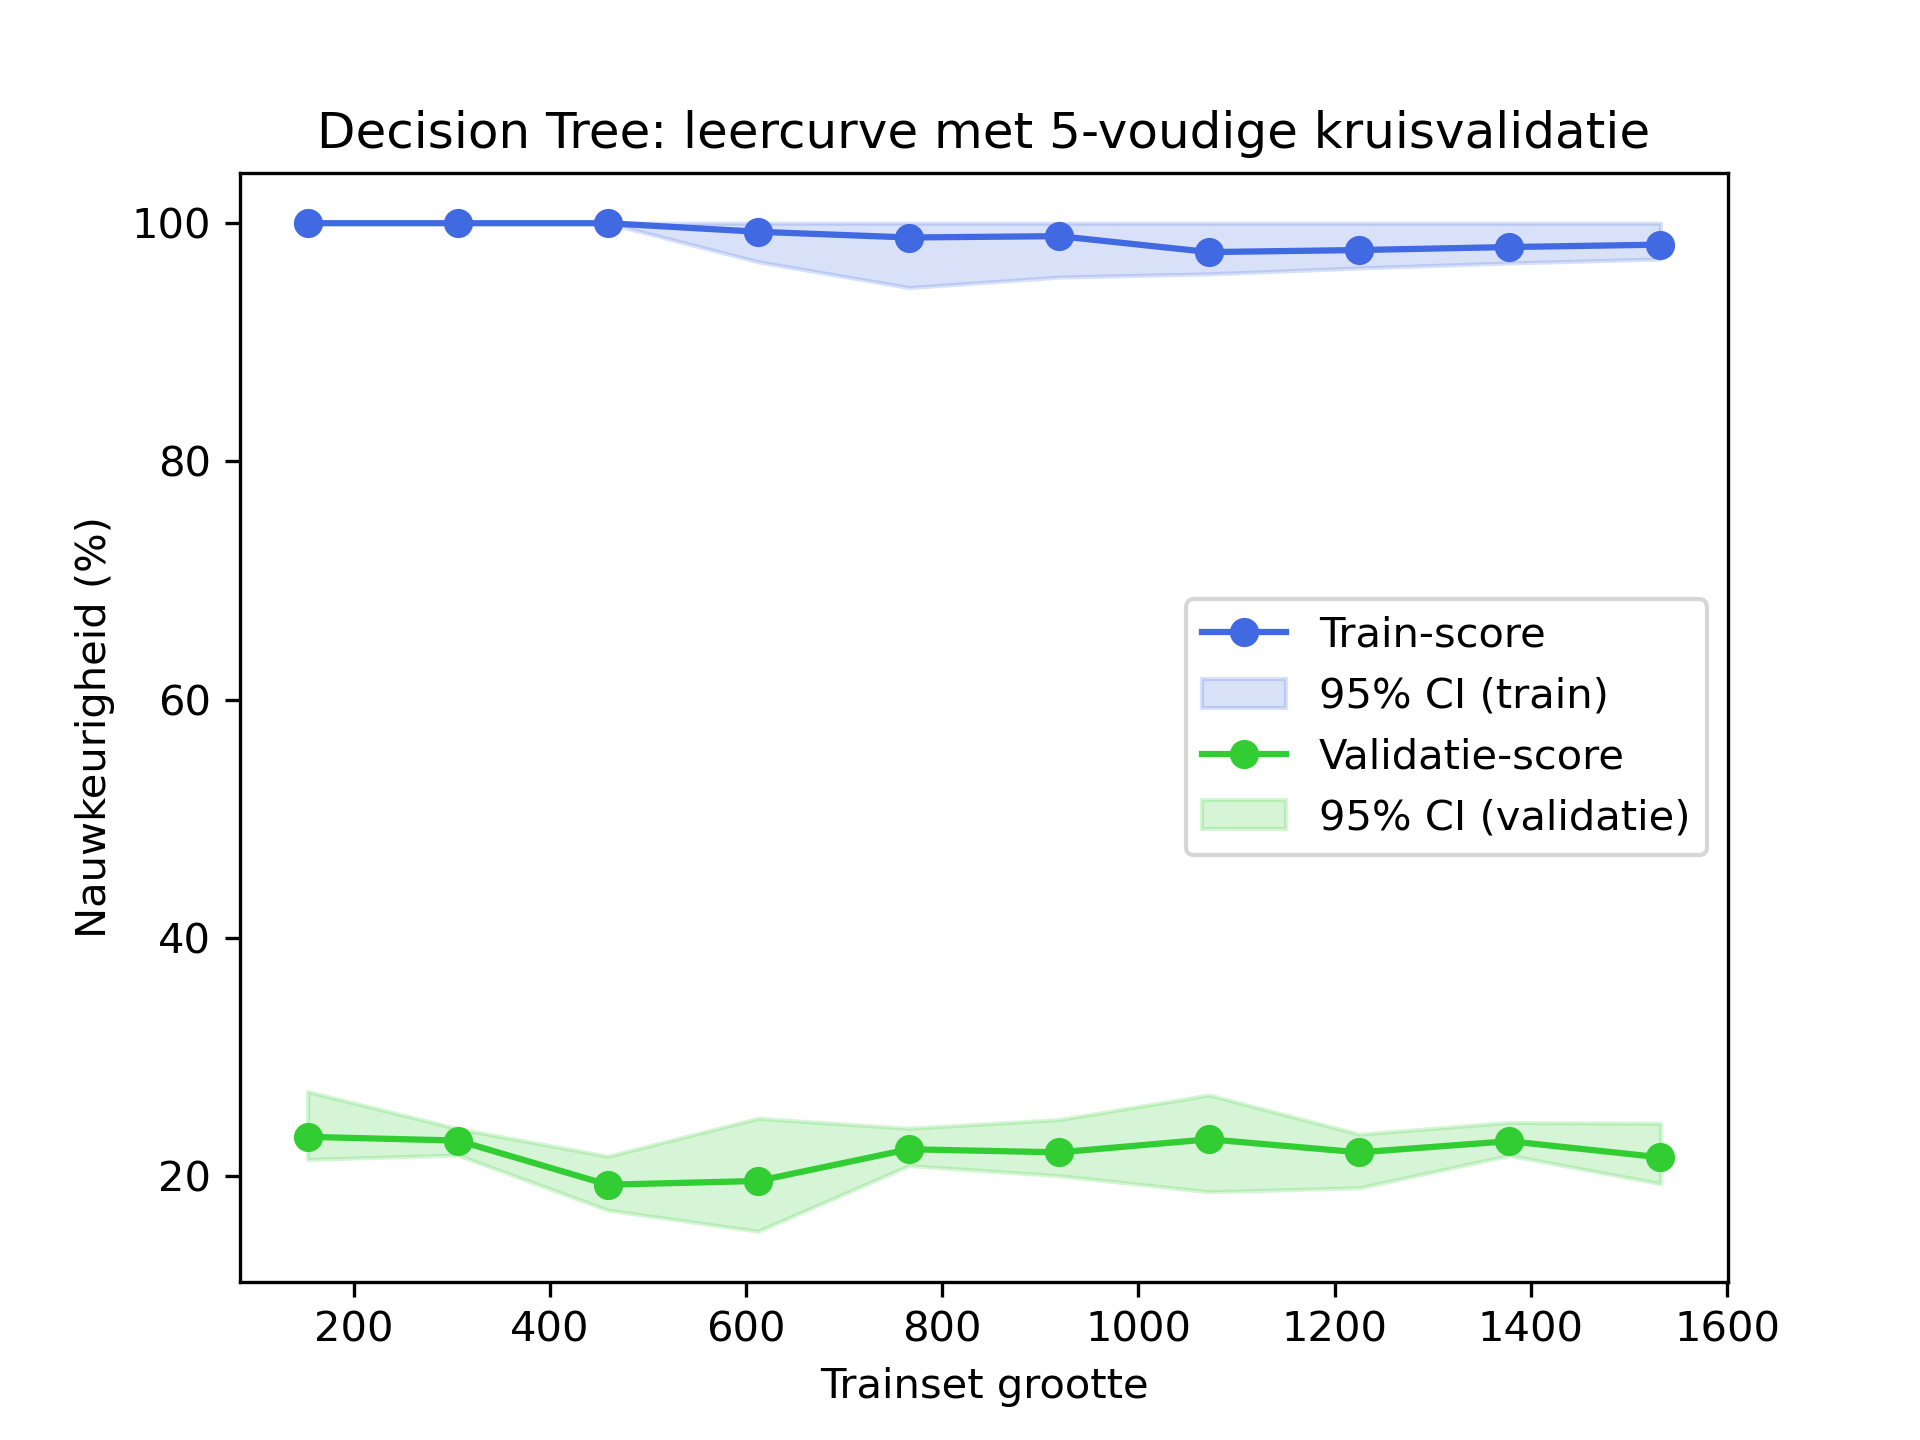 Decision Tree: leercurve met 5-voudige kruisvalidatie
100
80
60
40
20
Nauwkeurigheid (%)
Train-score
95% CI (train)
Validatie-score
95% CI (validatie)
200 400 600 800 1000 1200 1400 1600
Trainset grootte